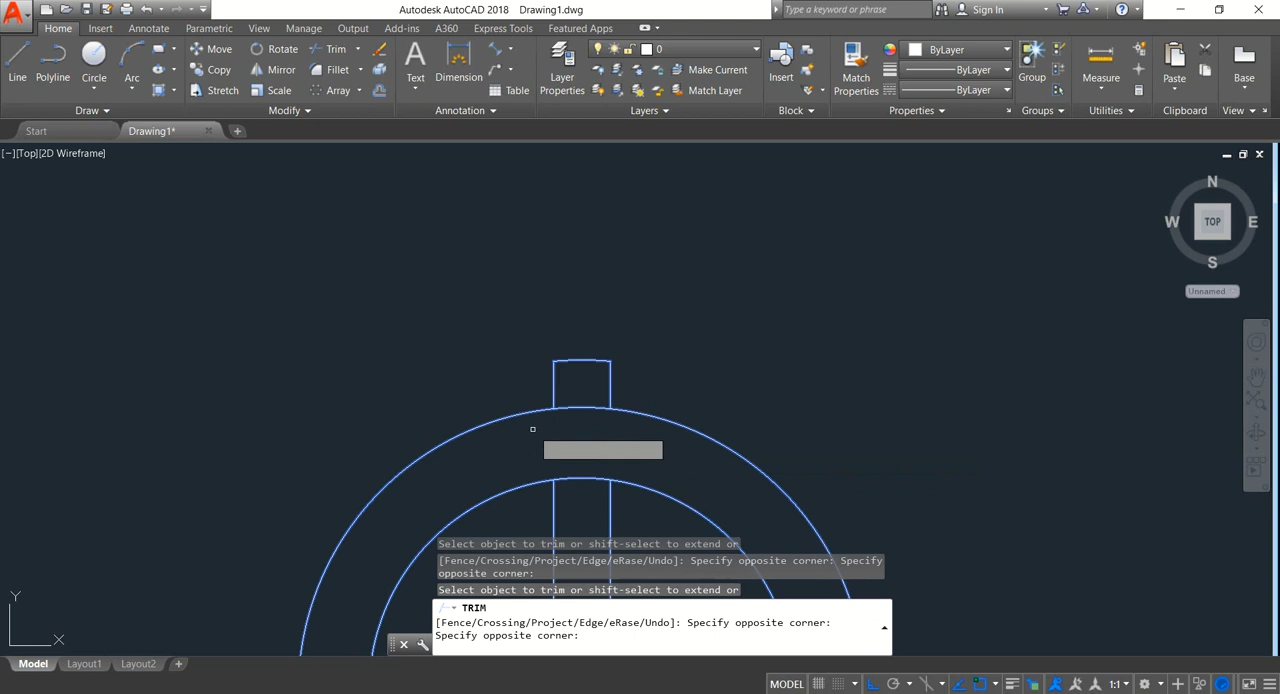 Autodesk AutoCAD 2018 Drawing1.dwg
Type a keyword or phrase
Sign In
Home Insert Annotate Parametric View Manage Output Add-ins A360 Express Tools Featured Apps
Line Polyline Circle Arc
Move Rotate Trim
Copy Mirror Fillet
Stretch Scale Array
Text Dimension Table
Layer Properties
0
Make Current
Match Layer
Insert
Match Properties
ByLayer
ByLayer
ByLayer
Group
Measure
Paste
Base
Draw Modify Annotation Layers Block Properties Groups Utilities Clipboard View
Start Drawing1*
[−][Top][2D Wireframe]
N
W TOP E
S
Unnamed
Select object to trim or shift-select to extend or
[Fence/Crossing/Project/Edge/eRase/Undo]: Specify opposite corner: Specify
opposite corner:
Select object to trim or shift-select to extend or
TRIM
[Fence/Crossing/Project/Edge/eRase/Undo]: Specify opposite corner:
Specify opposite corner:
Y
X
Model Layout1 Layout2
MODEL 1:1